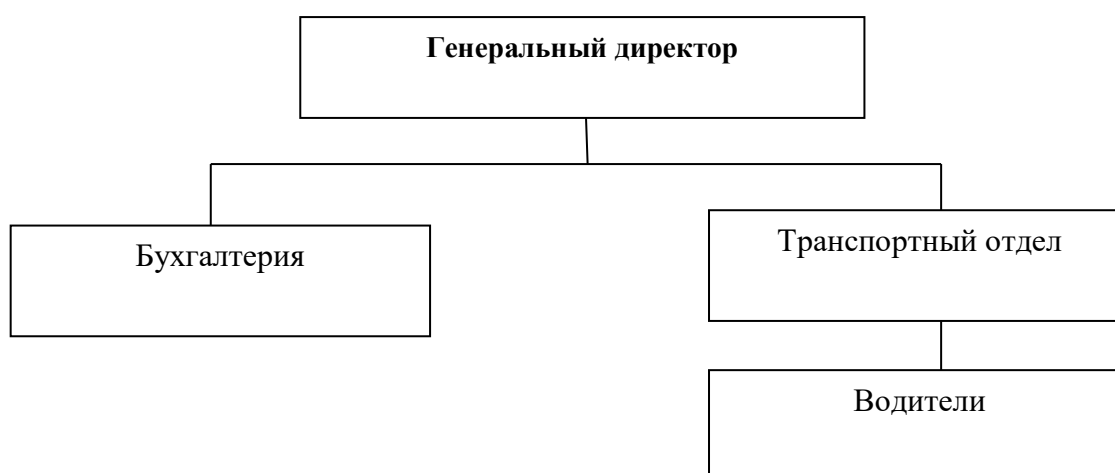 Генеральный директор
Бухгалтерия
Транспортный отдел
Водители